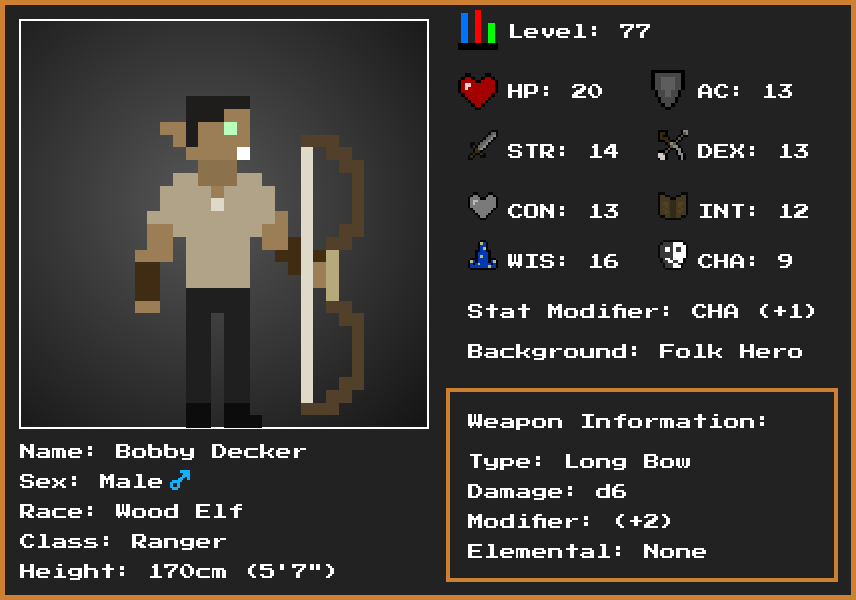 Level: 77
HP: 20
AC: 13
STR: 14
DEX: 13
CON: 13
INT: 12
WIS: 16
CHA: 9
Stat Modifier: CHA (+1)
Background: Folk Hero
Weapon Information:
Type: Long Bow
Damage: d6
Modifier: (+2)
Elemental: None
Name: Bobby Decker
Sex: Male♂
Race: Wood Elf
Class: Ranger
Height: 170cm (5'7")